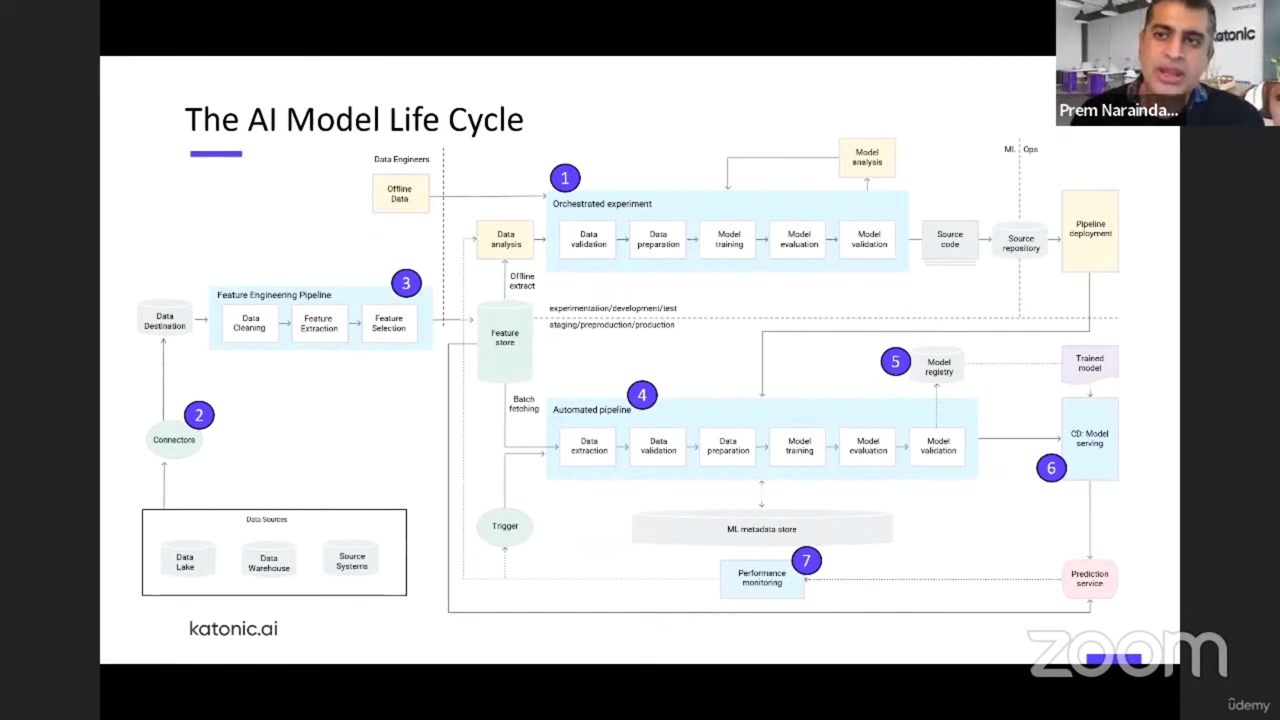 katonic.ai
katonic
Prem Narainda...
The AI Model Life Cycle
Data Engineers
Offline
Data
1
Model
analysis
ML
Ops
Orchestrated experiment
Data
analysis
Data
validation
Data
preparation
Model
training
Model
evaluation
Model
validation
Source
code
Source
repository
Pipeline
deployment
Offline
extract
3
Feature Engineering Pipeline
Data
Destination
Data
Cleaning
Feature
Extraction
Feature
Selection
Feature
store
experimentation/development/test
staging/preproduction/production
5
Model
registry
Trained
model
Batch
fetching
4
Automated pipeline
2
Connectors
Data
extraction
Data
validation
Data
preparation
Model
training
Model
evaluation
Model
validation
CD: Model
serving
6
Data Sources
Data
Lake
Data
Warehouse
Source
Systems
Trigger
ML metadata store
7
Performance
monitoring
Prediction
service
katonic.ai
zoom
ûdemy